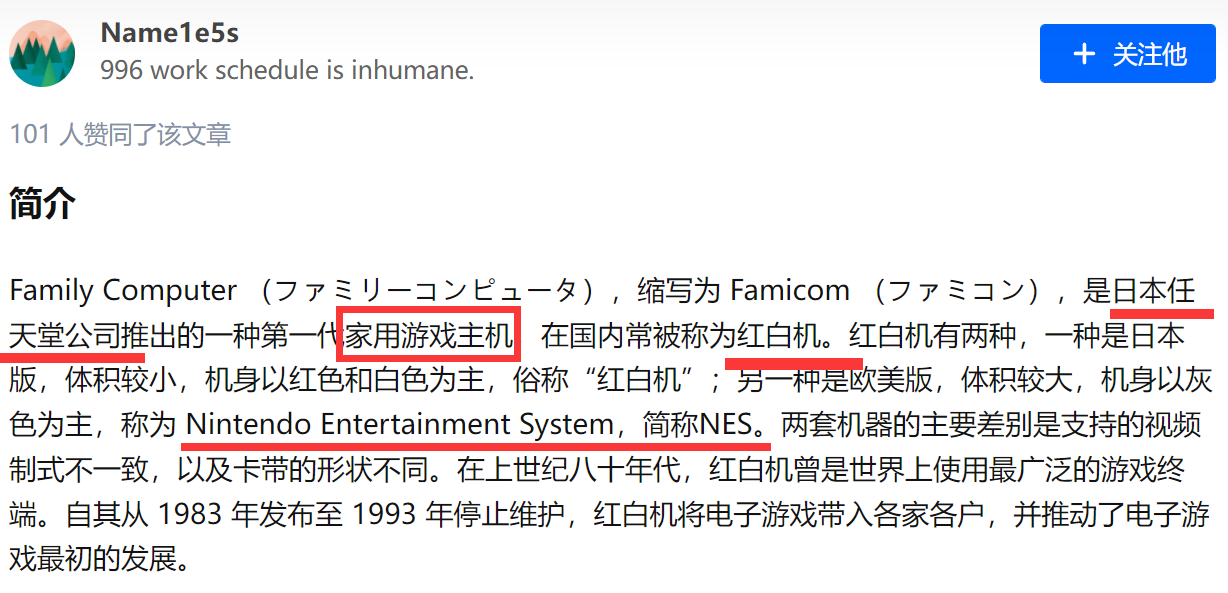 Name1e5s
996 work schedule is inhumane.
+ 关注他
101 人赞同了该文章
简介
Family Computer （ファミリーコンピュータ），缩写为 Famicom （ファミコン），是日本任
天堂公司推出的一种第一代家用游戏主机 在国内常被称为红白机。红白机有两种，一种是日本
版，体积较小，机身以红色和白色为主，俗称“红白机”；另一种是欧美版，体积较大，机身以灰
色为主，称为 Nintendo Entertainment System，简称NES。两套机器的主要差别是支持的视频
制式不一致，以及卡带的形状不同。在上世纪八十年代，红白机曾是世界上使用最广泛的游戏终
端。自其从 1983 年发布至 1993 年停止维护，红白机将电子游戏带入各家各户，并推动了电子游
戏最初的发展。